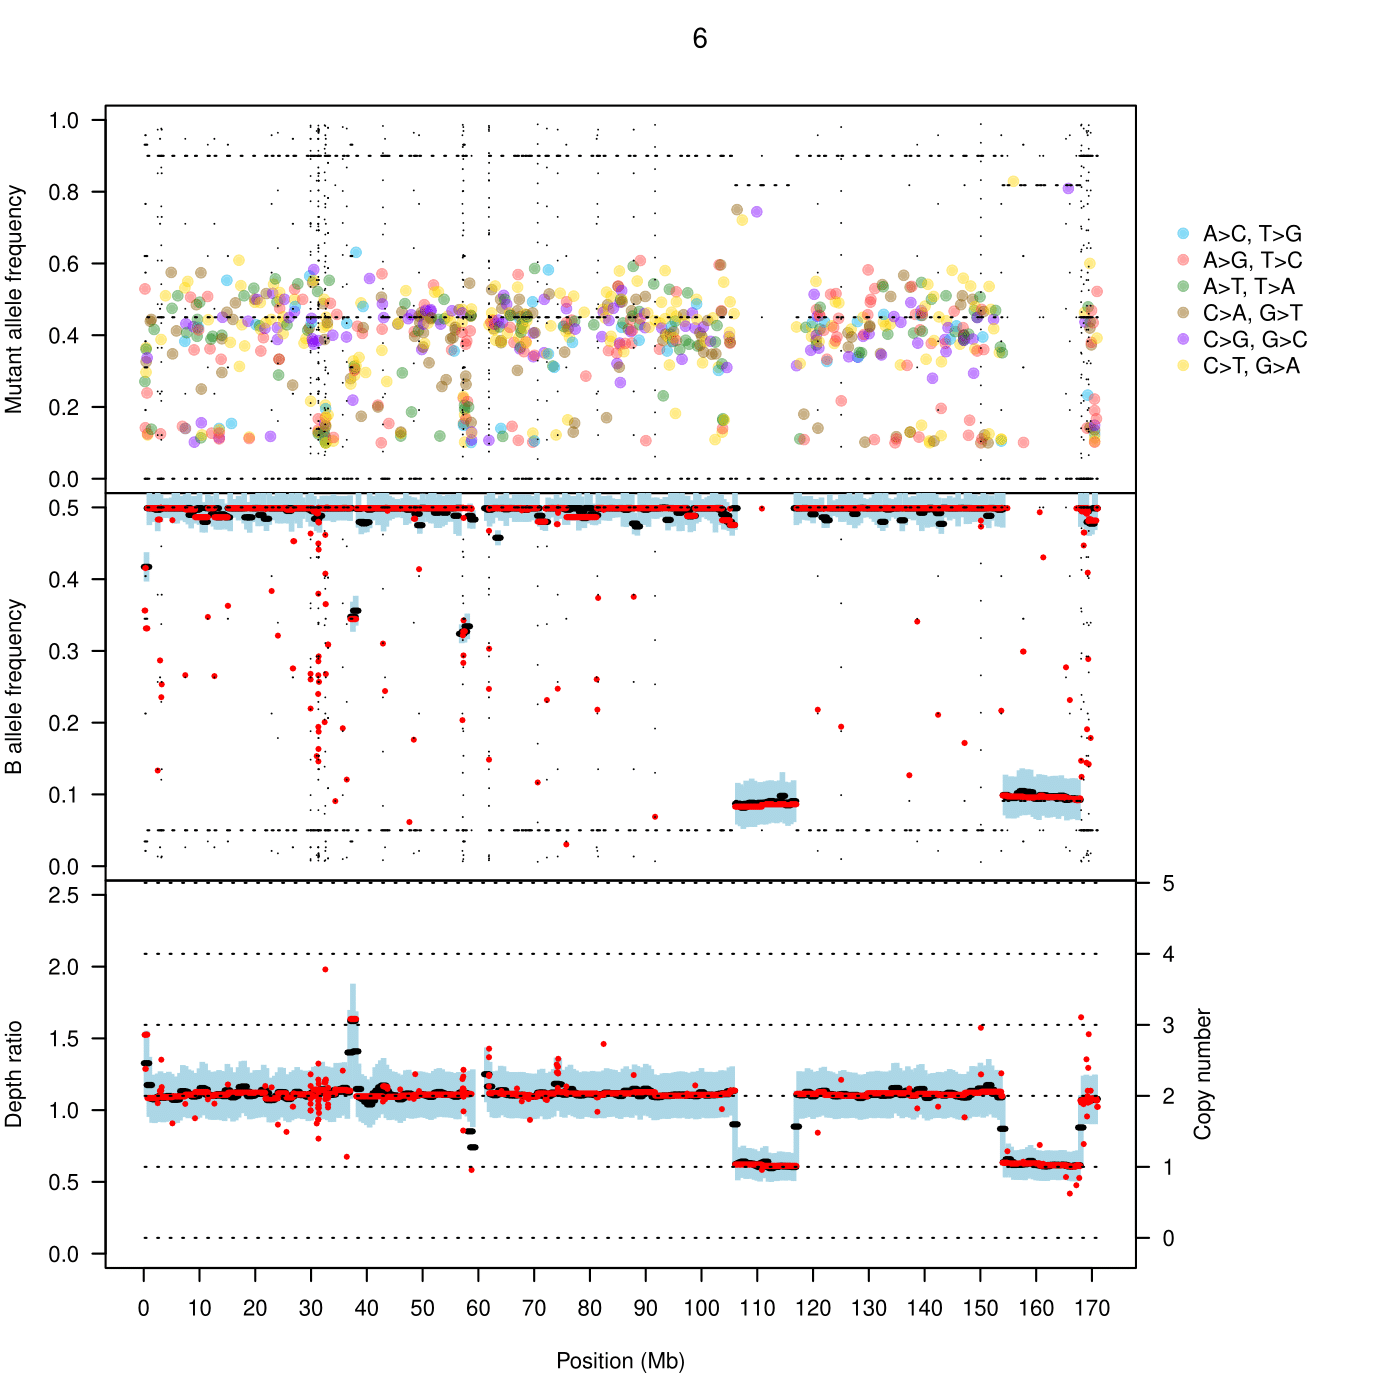 6
Mutant allele frequency
1.0
0.8
0.6
0.4
0.2
0.0
A>C, T>G
A>G, T>C
A>T, T>A
C>A, G>T
C>G, G>C
C>T, G>A
B allele frequency
0.5
0.4
0.3
0.2
0.1
0.0
Depth ratio
2.5
2.0
1.5
1.0
0.5
0.0
5
4
3
2
1
0
Copy number
0 10 20 30 40 50 60 70 80 90 100 110 120 130 140 150 160 170
Position (Mb)